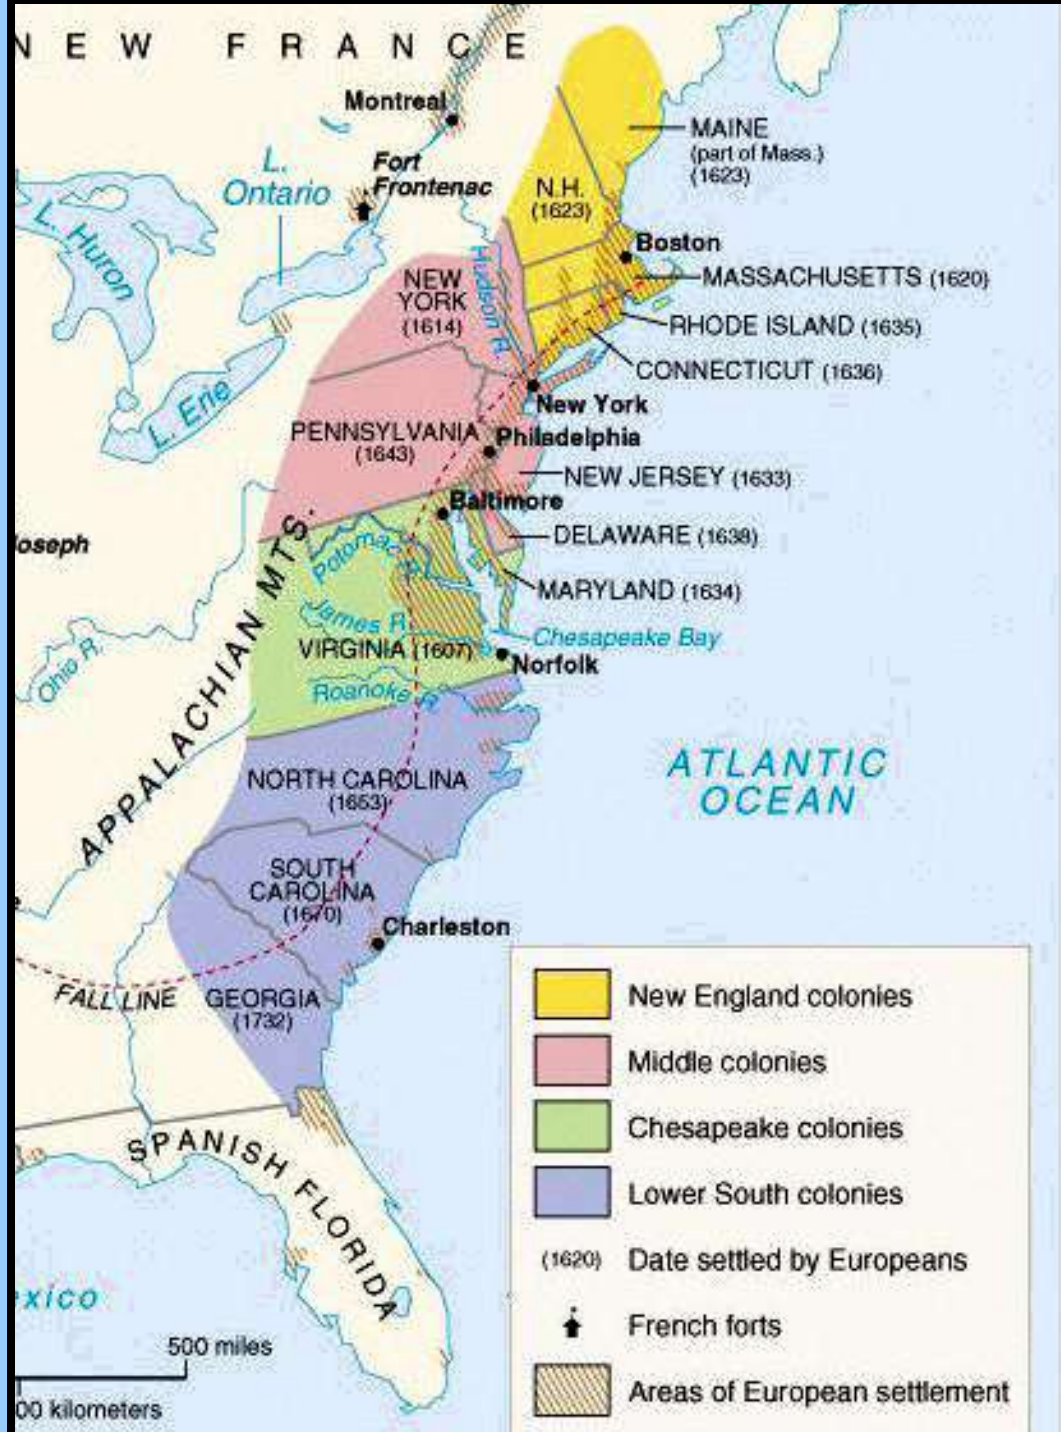 NEW FRANCE
Montreal
MAINE
(part of Mass.)
(1623)
L.
Ontario
Fort
Frontenac
N.H.
(1623)
L. Huron
Boston
Hudson R.
NEW
YORK
(1614)
MASSACHUSETTS (1620)
RHODE ISLAND (1635)
CONNECTICUT (1636)
L. Erie
New York
PENNSYLVANIA
(1643)
Philadelphia
NEW JERSEY (1633)
Baltimore
oseph
Potomac R.
DELAWARE (1638)
MARYLAND (1634)
James R.
Chesapeake Bay
VIRGINIA (1607)
Norfolk
Ohio R.
Roanoke R.
APPALACHIAN MTS.
ATLANTIC
OCEAN
NORTH CAROLINA
(1653)
SOUTH
CAROLINA
(1670)
Charleston
FALL LINE
GEORGIA
(1732)
New England colonies
Middle colonies
Chesapeake colonies
Lower South colonies
(1620) Date settled by Europeans
French forts
Areas of European settlement
SPANISH FLORIDA
exico
500 miles
00 kilometers